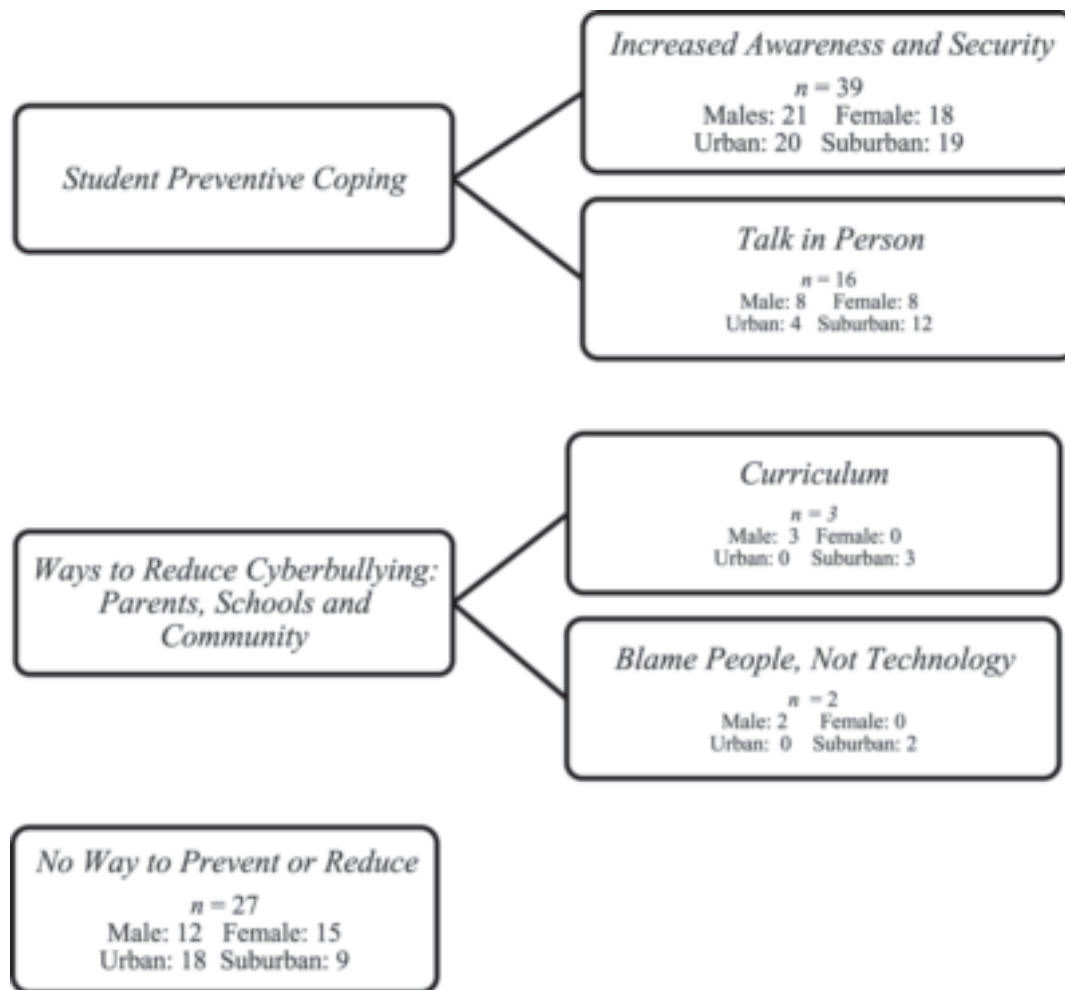 Increased Awareness and Security
n = 39
Males: 21 Female: 18
Urban: 20 Suburban: 19
Student Preventive Coping
Talk in Person
n = 16
Male: 8 Female: 8
Urban: 4 Suburban: 12
Curriculum
n = 3
Male: 3 Female: 0
Urban: 0 Suburban: 3
Ways to Reduce Cyberbullying:
Parents, Schools and
Community
Blame People, Not Technology
n = 2
Male: 2 Female: 0
Urban: 0 Suburban: 2
No Way to Prevent or Reduce
n = 27
Male: 12 Female: 15
Urban: 18 Suburban: 9